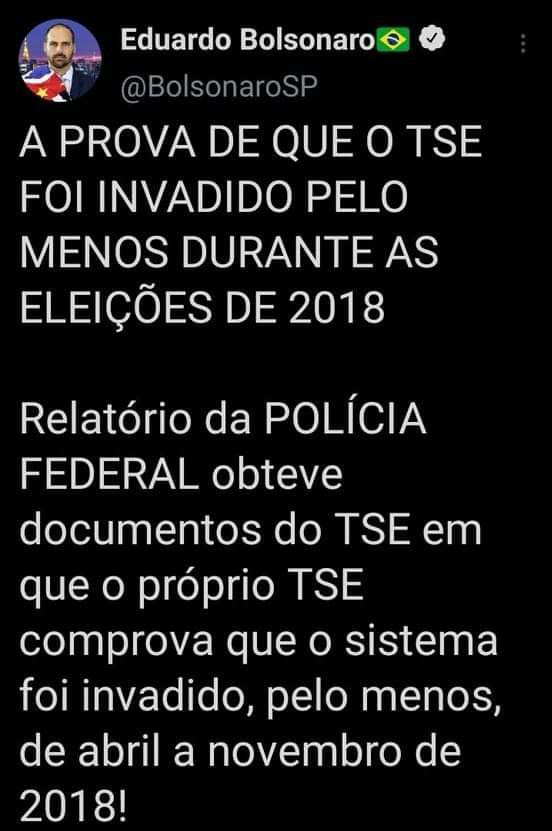 Eduardo Bolsonaro🇧🇷
@BolsonaroSP
A PROVA DE QUE O TSE
FOI INVADIDO PELO
MENOS DURANTE AS
ELEIÇÕES DE 2018
Relatório da POLÍCIA
FEDERAL obteve
documentos do TSE em
que o próprio TSE
comprova que o sistema
foi invadido, pelo menos,
de abril a novembro de
2018!